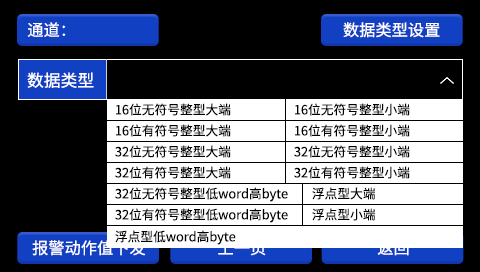 通道：
数据类型设置
数据类型
16位无符号整型大端 16位无符号整型小端
16位有符号整型大端 16位有符号整型小端
32位无符号整型大端 32位无符号整型小端
32位有符号整型大端 32位有符号整型小端
32位无符号整型低word高byte 浮点型大端
32位有符号整型低word高byte 浮点型小端
浮点型低word高byte
报警动作值下发 上一页 返回